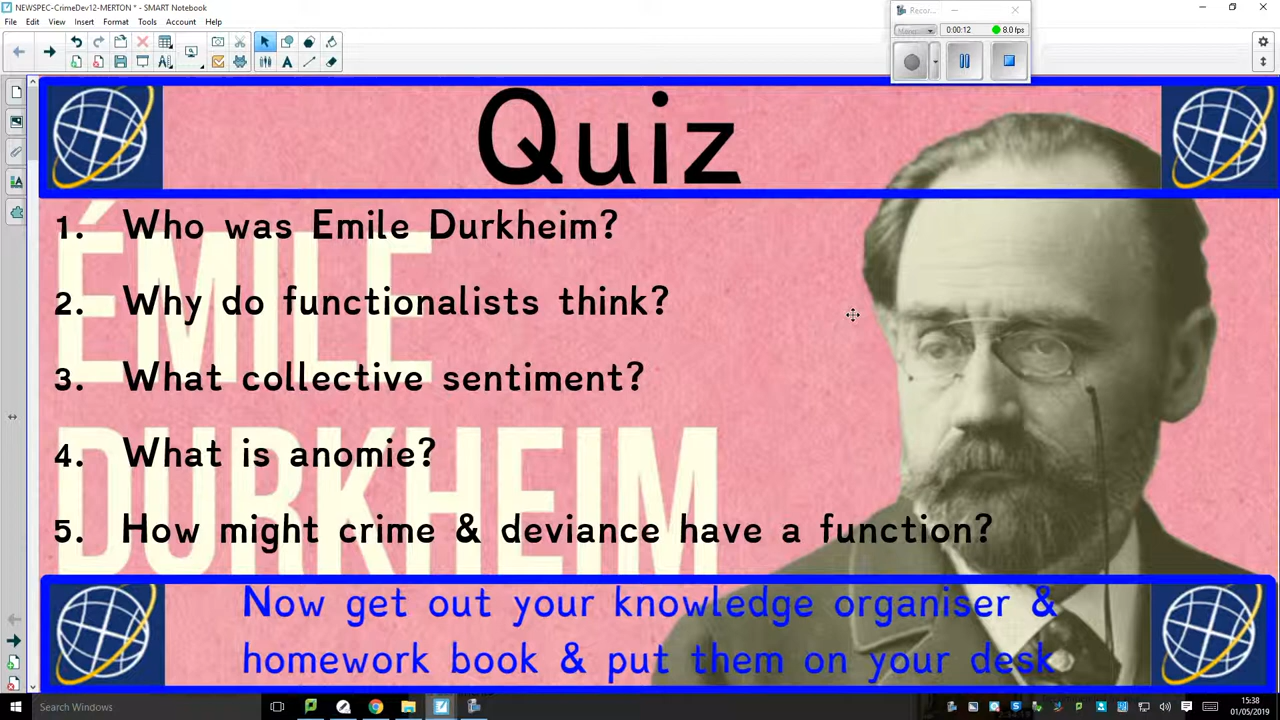 NEWSPEC-CrimeDev12-MERTON * - SMART Notebook
Recor...
File Edit View Insert Format Tools Account Help
0:00:12 8.0 fps
Quiz
ÉMILE
DURKHEIM
1. Who was Emile Durkheim?
2. Why do functionalists think?
3. What collective sentiment?
4. What is anomie?
5. How might crime & deviance have a function?
Now get out your knowledge organiser &
homework book & put them on your desk
Search Windows
15:38
01/05/2019